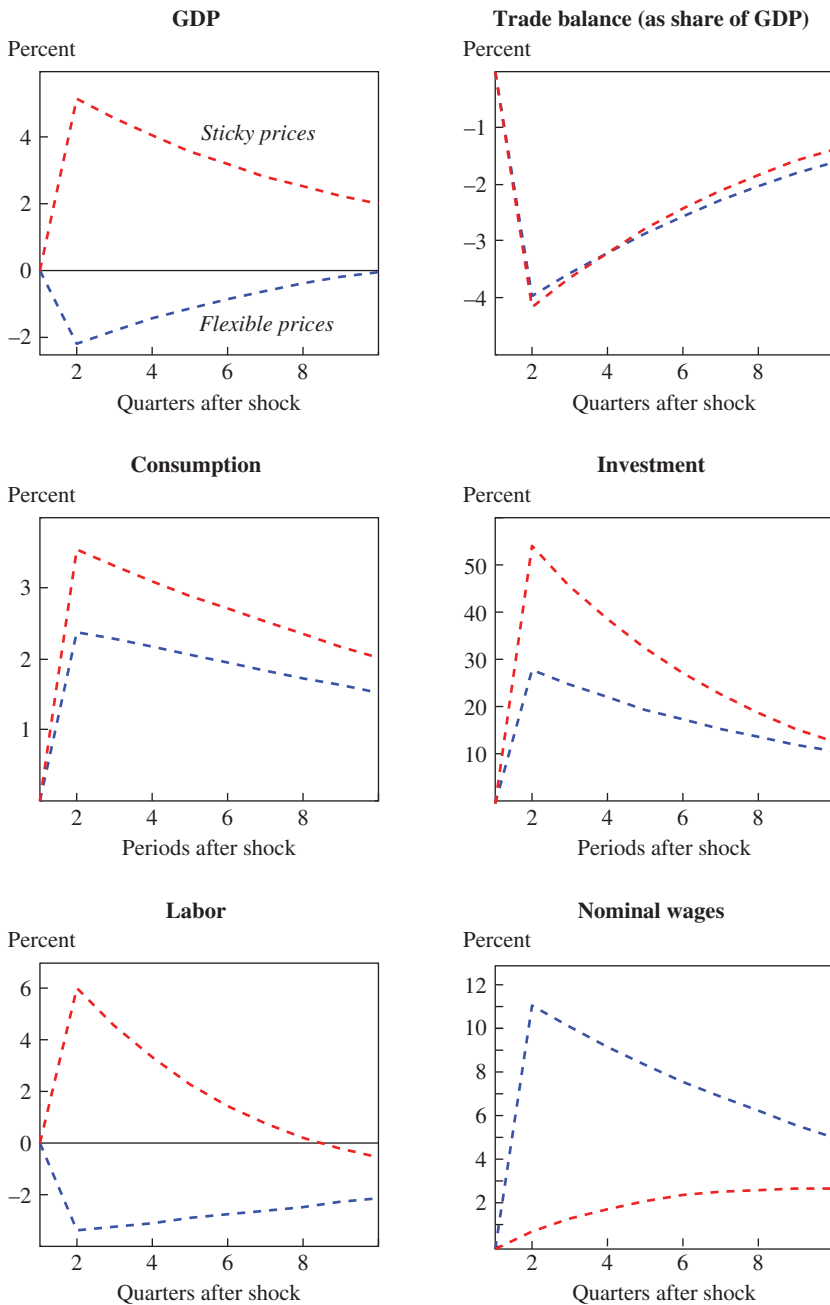 GDP
Percent
4
2
0
–2
Sticky prices
Flexible prices
2 4 6 8
Quarters after shock
Trade balance (as share of GDP)
Percent
–1
–2
–3
–4
2 4 6 8
Quarters after shock
Consumption
Percent
3
2
1
2 4 6 8
Periods after shock
Investment
Percent
50
40
30
20
10
2 4 6 8
Periods after shock
Labor
Percent
6
4
2
0
–2
2 4 6 8
Quarters after shock
Nominal wages
Percent
12
11
10
8
6
4
2
2 4 6 8
Quarters after shock